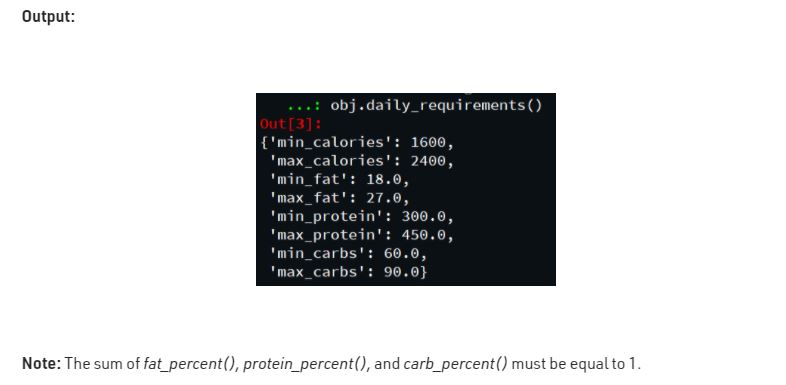 Output:
...: obj.daily_requirements()
Out[3]:
{'min_calories': 1600,
'max_calories': 2400,
'min_fat': 18.0,
'max_fat': 27.0,
'min_protein': 300.0,
'max_protein': 450.0,
'min_carbs': 60.0,
'max_carbs': 90.0}
Note: The sum of fat_percent(), protein_percent(), and carb_percent() must be equal to 1.